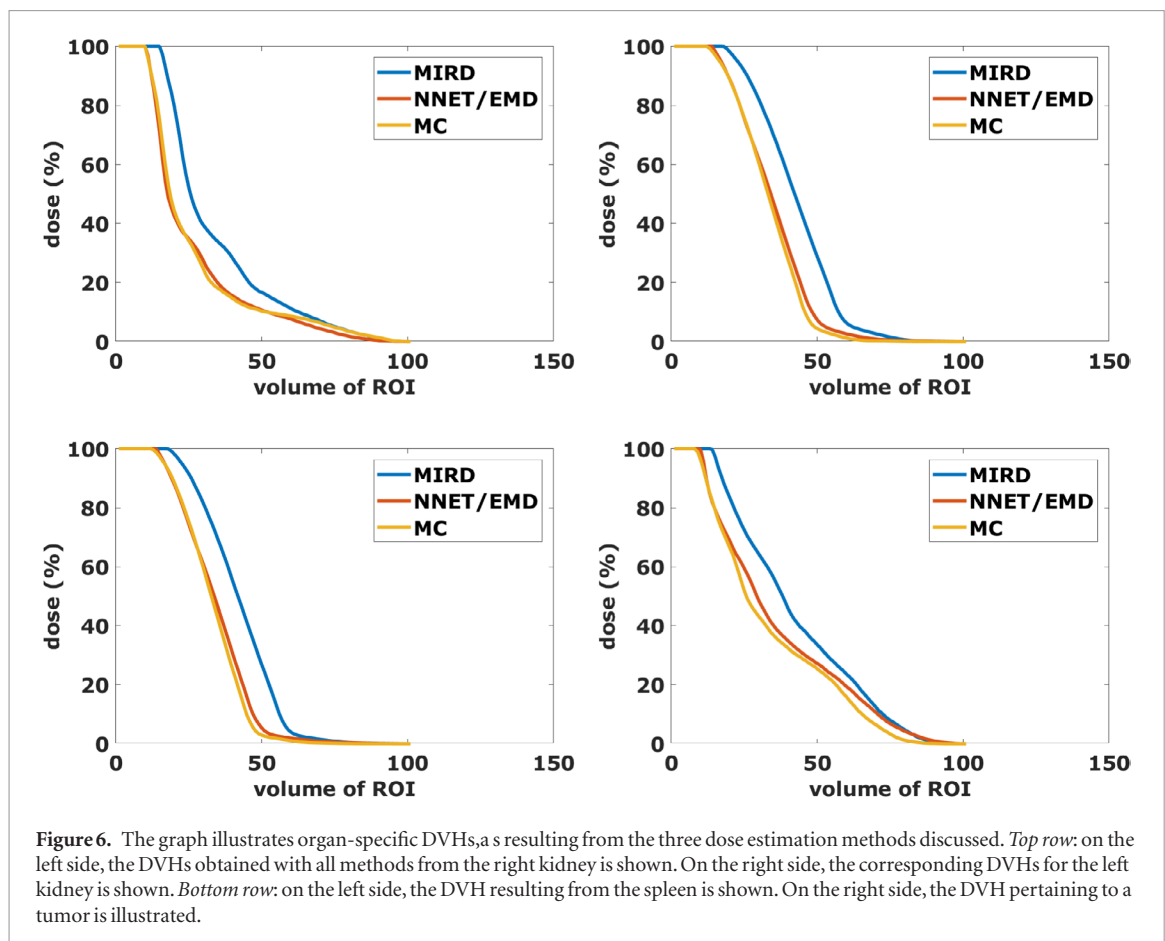 100
80
60
40
20
0
dose (%)
MIRD
NNET/EMD
MC
0 50 100 150
volume of ROI
100
80
60
40
20
0
dose (%)
MIRD
NNET/EMD
MC
0 50 100 150
volume of ROI
100
80
60
40
20
0
dose (%)
MIRD
NNET/EMD
MC
0 50 100 150
volume of ROI
100
80
60
40
20
0
dose (%)
MIRD
NNET/EMD
MC
0 50 100 150
volume of ROI
Figure 6. The graph illustrates organ-specific DVHs,a s resulting from the three dose estimation methods discussed. Top row: on the
left side, the DVHs obtained with all methods from the right kidney is shown. On the right side, the corresponding DVHs for the left
kidney is shown. Bottom row: on the left side, the DVH resulting from the spleen is shown. On the right side, the DVH pertaining to a
tumor is illustrated.